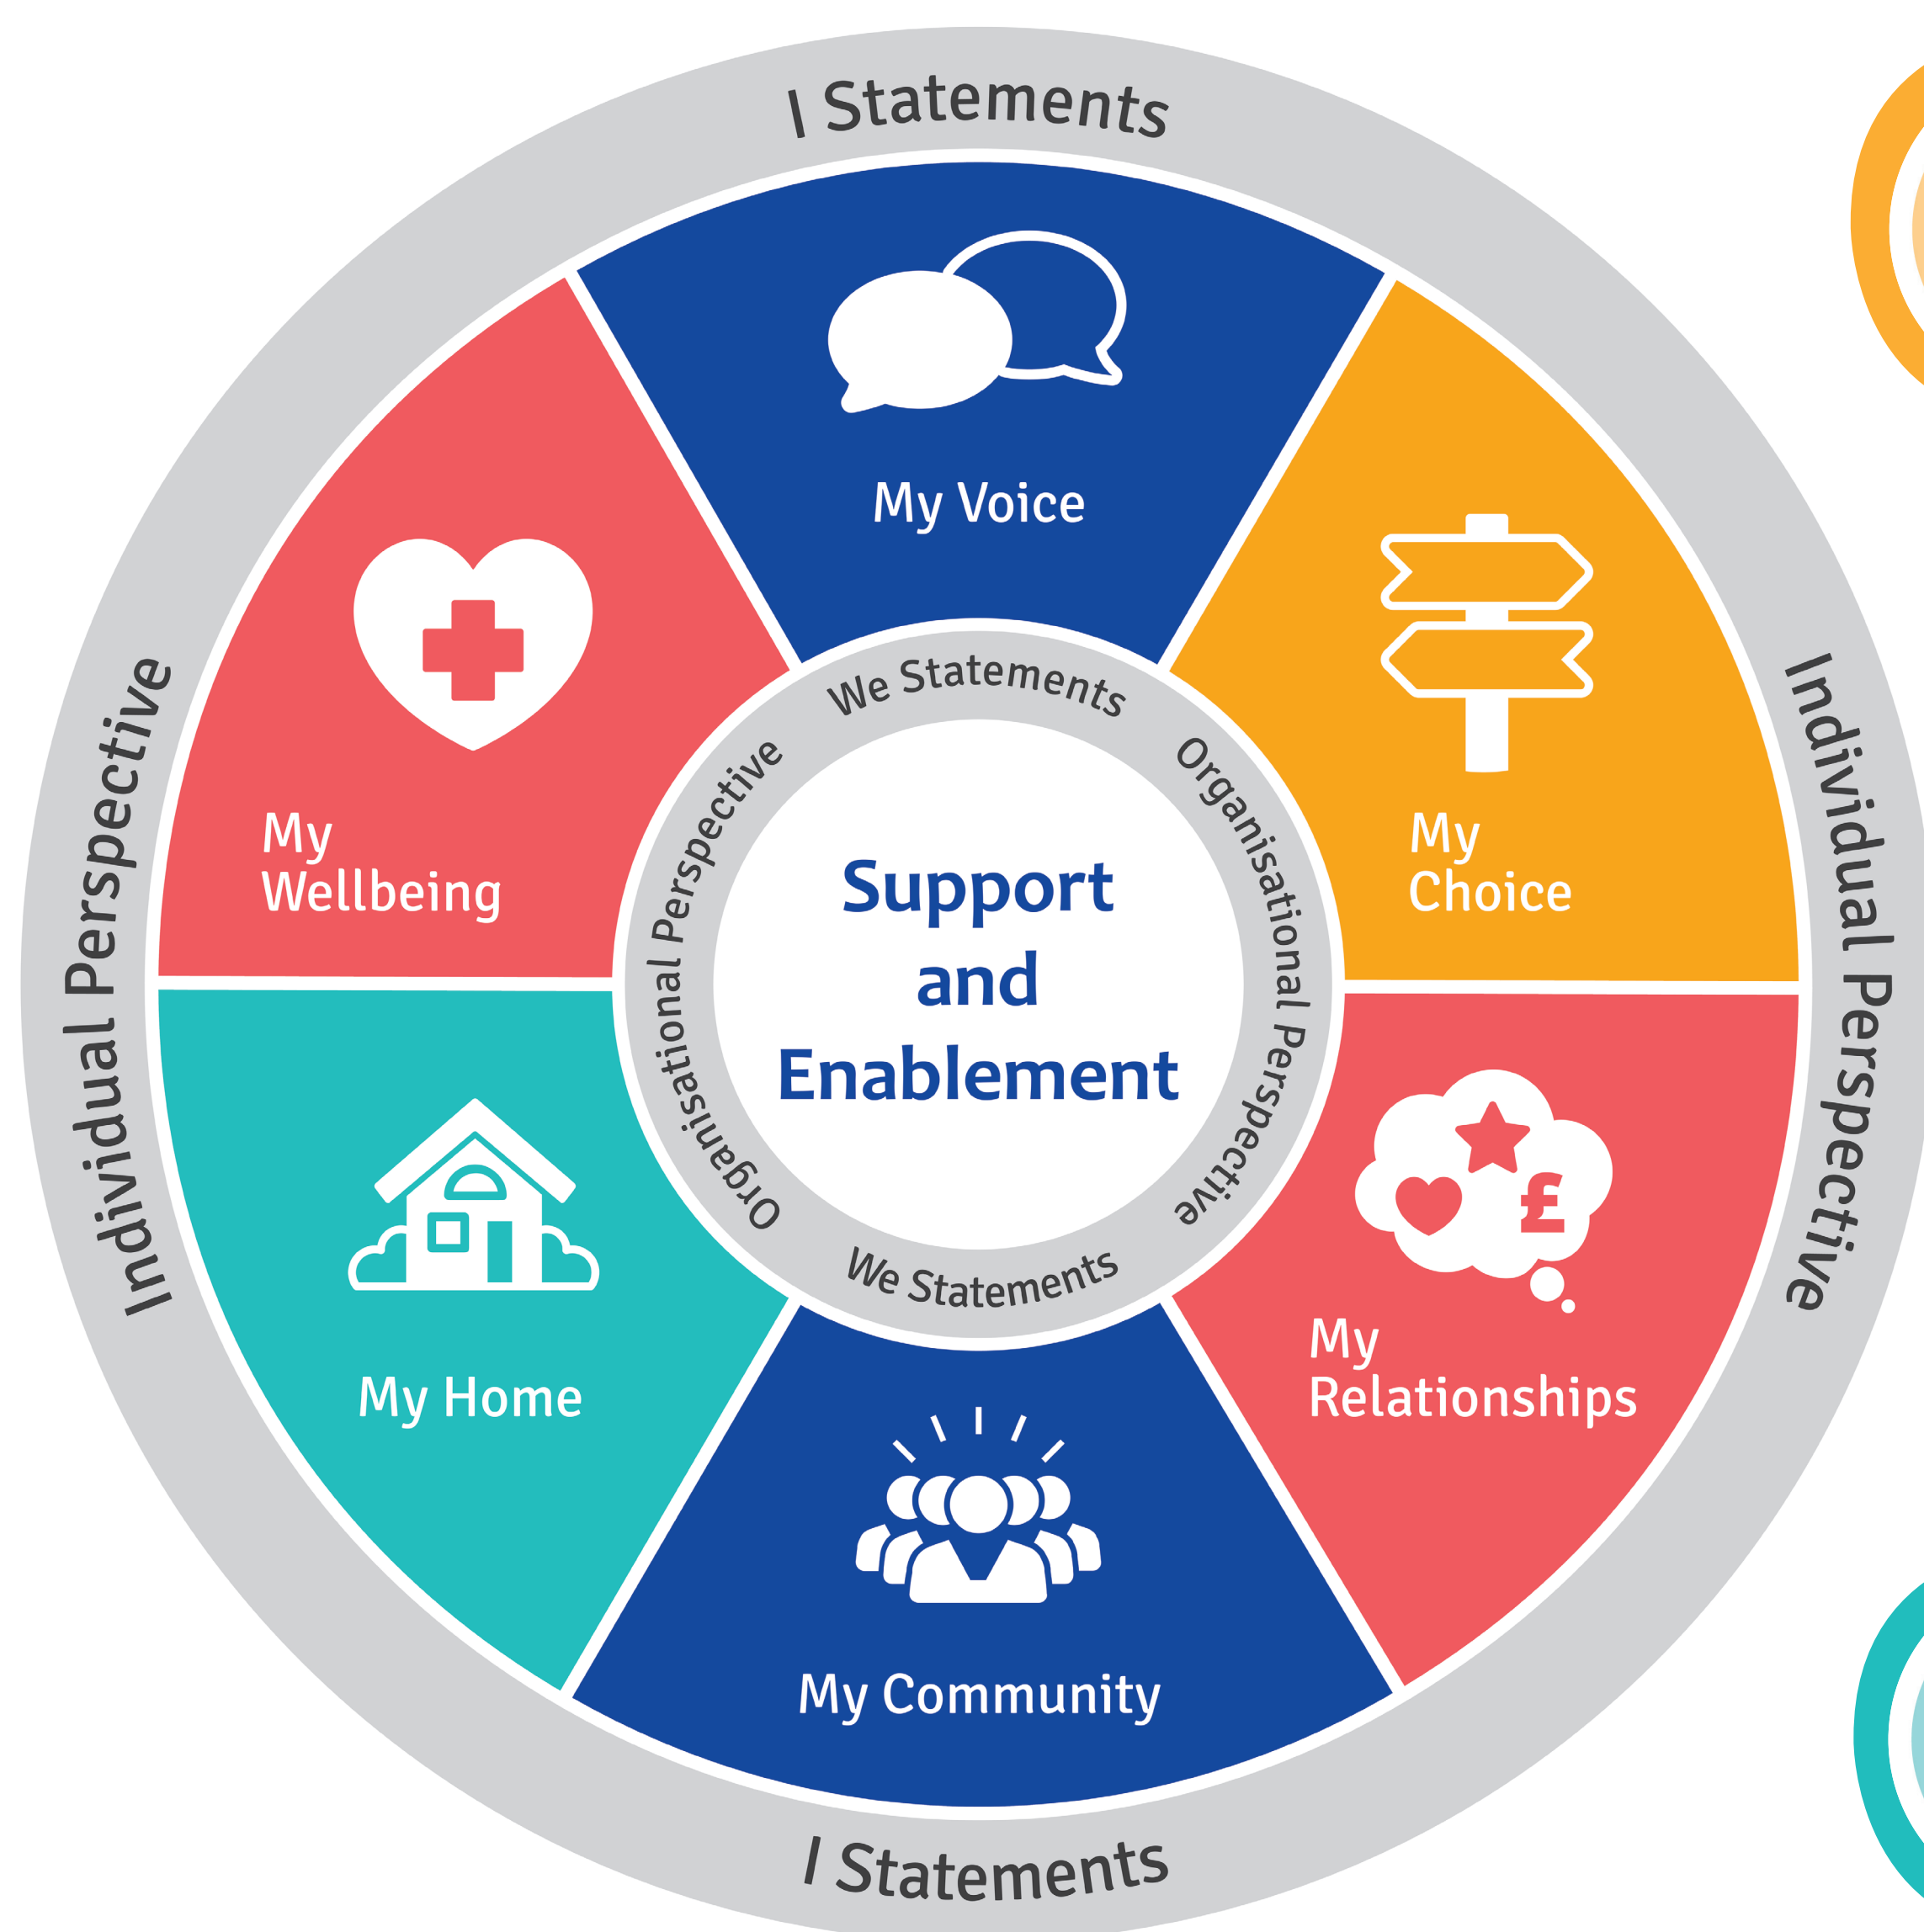 I Statements
My Voice
My
Choice
My
Relationships
My Community
My Home
My
Wellbeing
Individual Perspective
Individual Perspective
I Statements
We Statements
Organisational Perspective
We Statements
Organisational Perspective
Support
and
Enablement
£